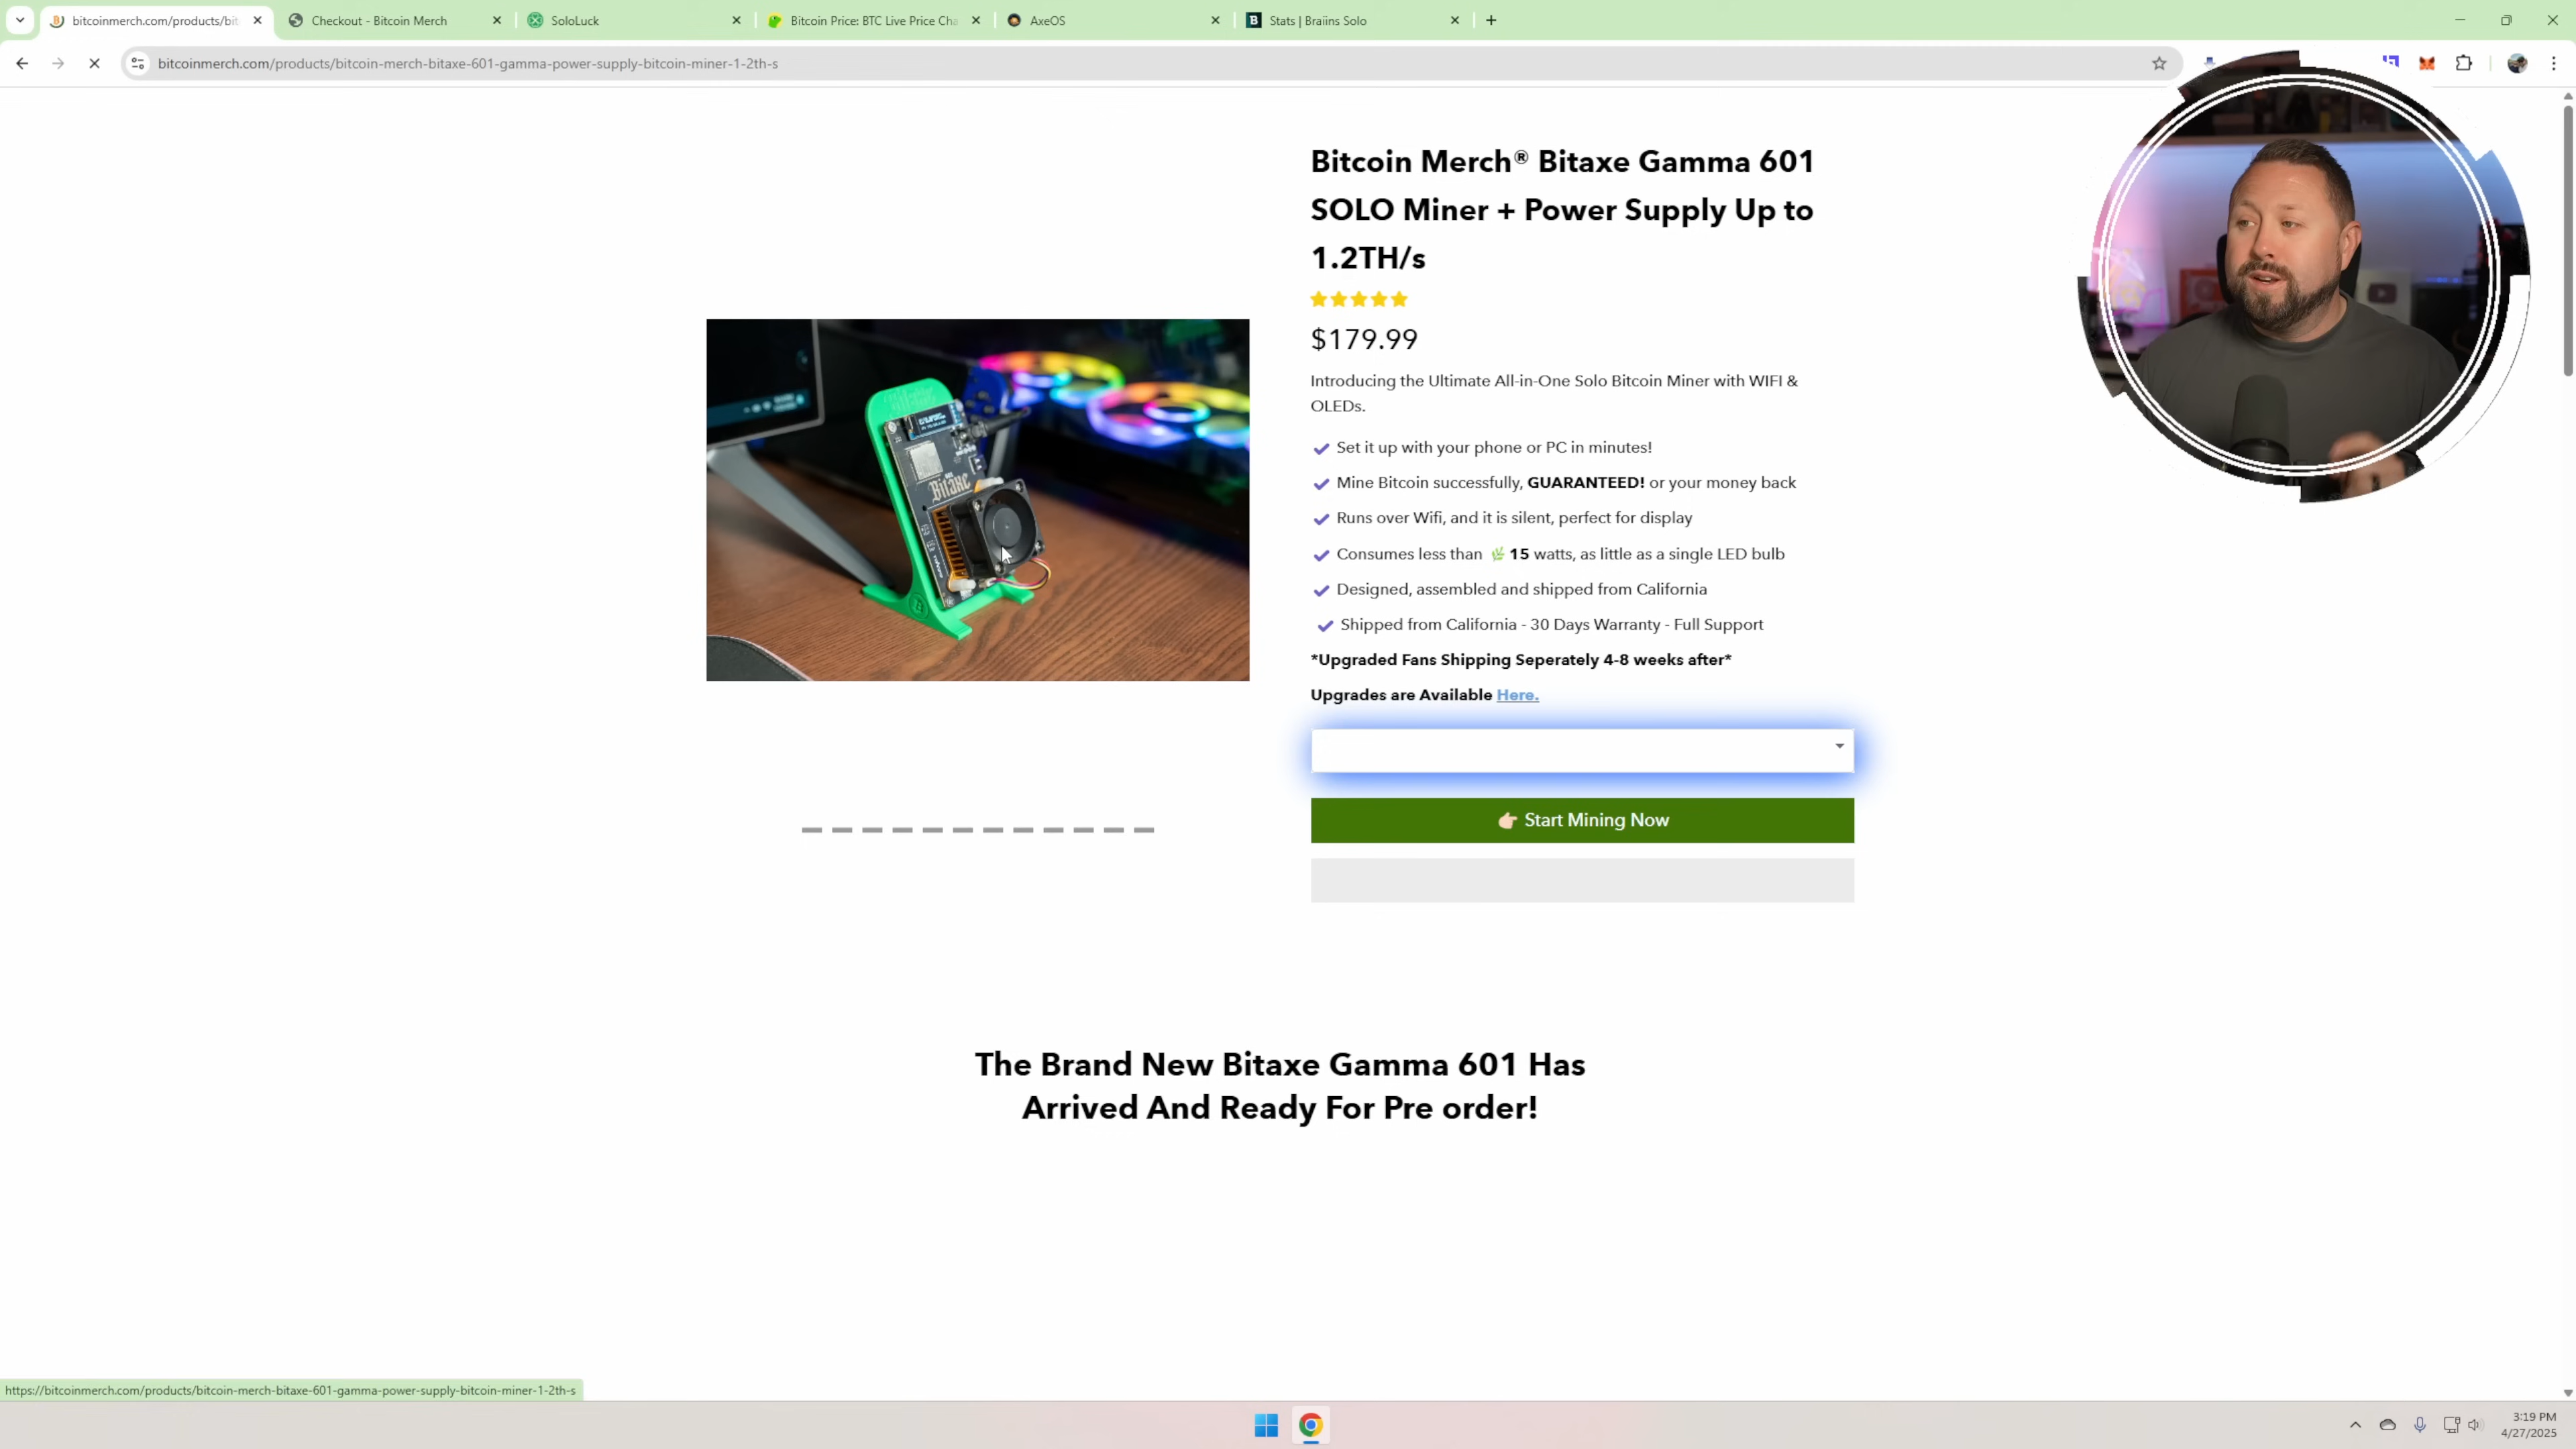 bitcoinmerch.com/products/bit
Checkout - Bitcoin Merch
SoloLuck
Bitcoin Price: BTC Live Price Cha
AxeOS
Stats | Braiins Solo
bitcoinmerch.com/products/bitcoin-merch-bitaxe-601-gamma-power-supply-bitcoin-miner-1-2th-s
Bitcoin Merch® Bitaxe Gamma 601
SOLO Miner + Power Supply Up to
1.2TH/s
$179.99
Introducing the Ultimate All-in-One Solo Bitcoin Miner with WIFI &
OLEDs.
Set it up with your phone or PC in minutes!
Mine Bitcoin successfully, GUARANTEED! or your money back
Runs over Wifi, and it is silent, perfect for display
Consumes less than 15 watts, as little as a single LED bulb
Designed, assembled and shipped from California
Shipped from California - 30 Days Warranty - Full Support
*Upgraded Fans Shipping Seperately 4-8 weeks after*
Upgrades are Available Here.
Start Mining Now
Bitaxe
The Brand New Bitaxe Gamma 601 Has
Arrived And Ready For Pre order!
https://bitcoinmerch.com/products/bitcoin-merch-bitaxe-601-gamma-power-supply-bitcoin-miner-1-2th-s
3:19 PM
4/27/2025